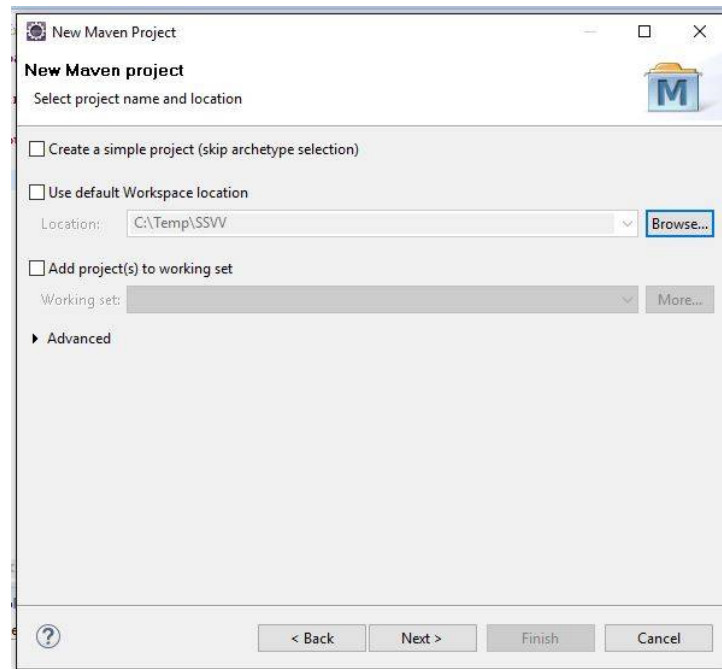 New Maven Project
New Maven project
Select project name and location
M
Create a simple project (skip archetype selection)
Use default Workspace location
Location: C:\Temp\SSVV Browse...
Add project(s) to working set
Working set: More...
Advanced
? < Back Next > Finish Cancel